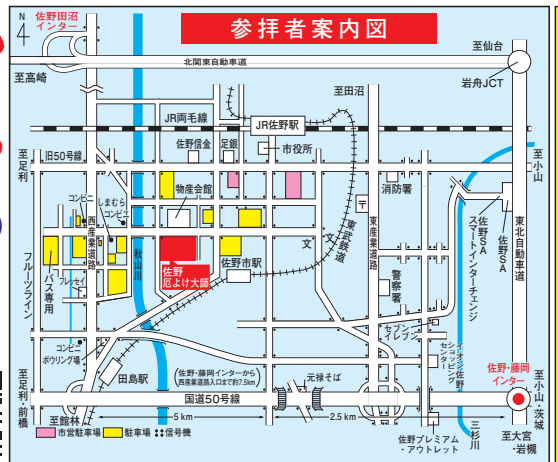 参拝者案内図
N
4
佐野田沼
インター
至仙台
北関東自動車道
至高崎
岩舟JCT
至田沼
JR両毛線
JR佐野駅
佐野信金
足銀
市役所
旧50号線
至足利
至小山
消防署
物産会館
〒
コンビニ
しまむら
コンビニ
西産業道路
東武鉄道
東産業道路
佐野SA
スマートインターチェンジ
佐野SA
東北自動車道
文
文
フルーツライン
バス専用
フレッセイ
秋山川
佐野
厄よけ大師
佐野市駅
警察署
セブン
イレブン
コンビニ
ボウリング場
イオン佐野
ショッピング
センター
田島駅
(佐野・藤岡インターから
西産業道路入口まで約7.5km)
元禄そば
佐野・藤岡
インター
至足利・前橋
国道50号線
至小山・茨城
至館林
5 km
2.5 km
三杉川
市営駐車場
駐車場
信号機
佐野プレミアム
・アウトレット
至大宮
・岩槻